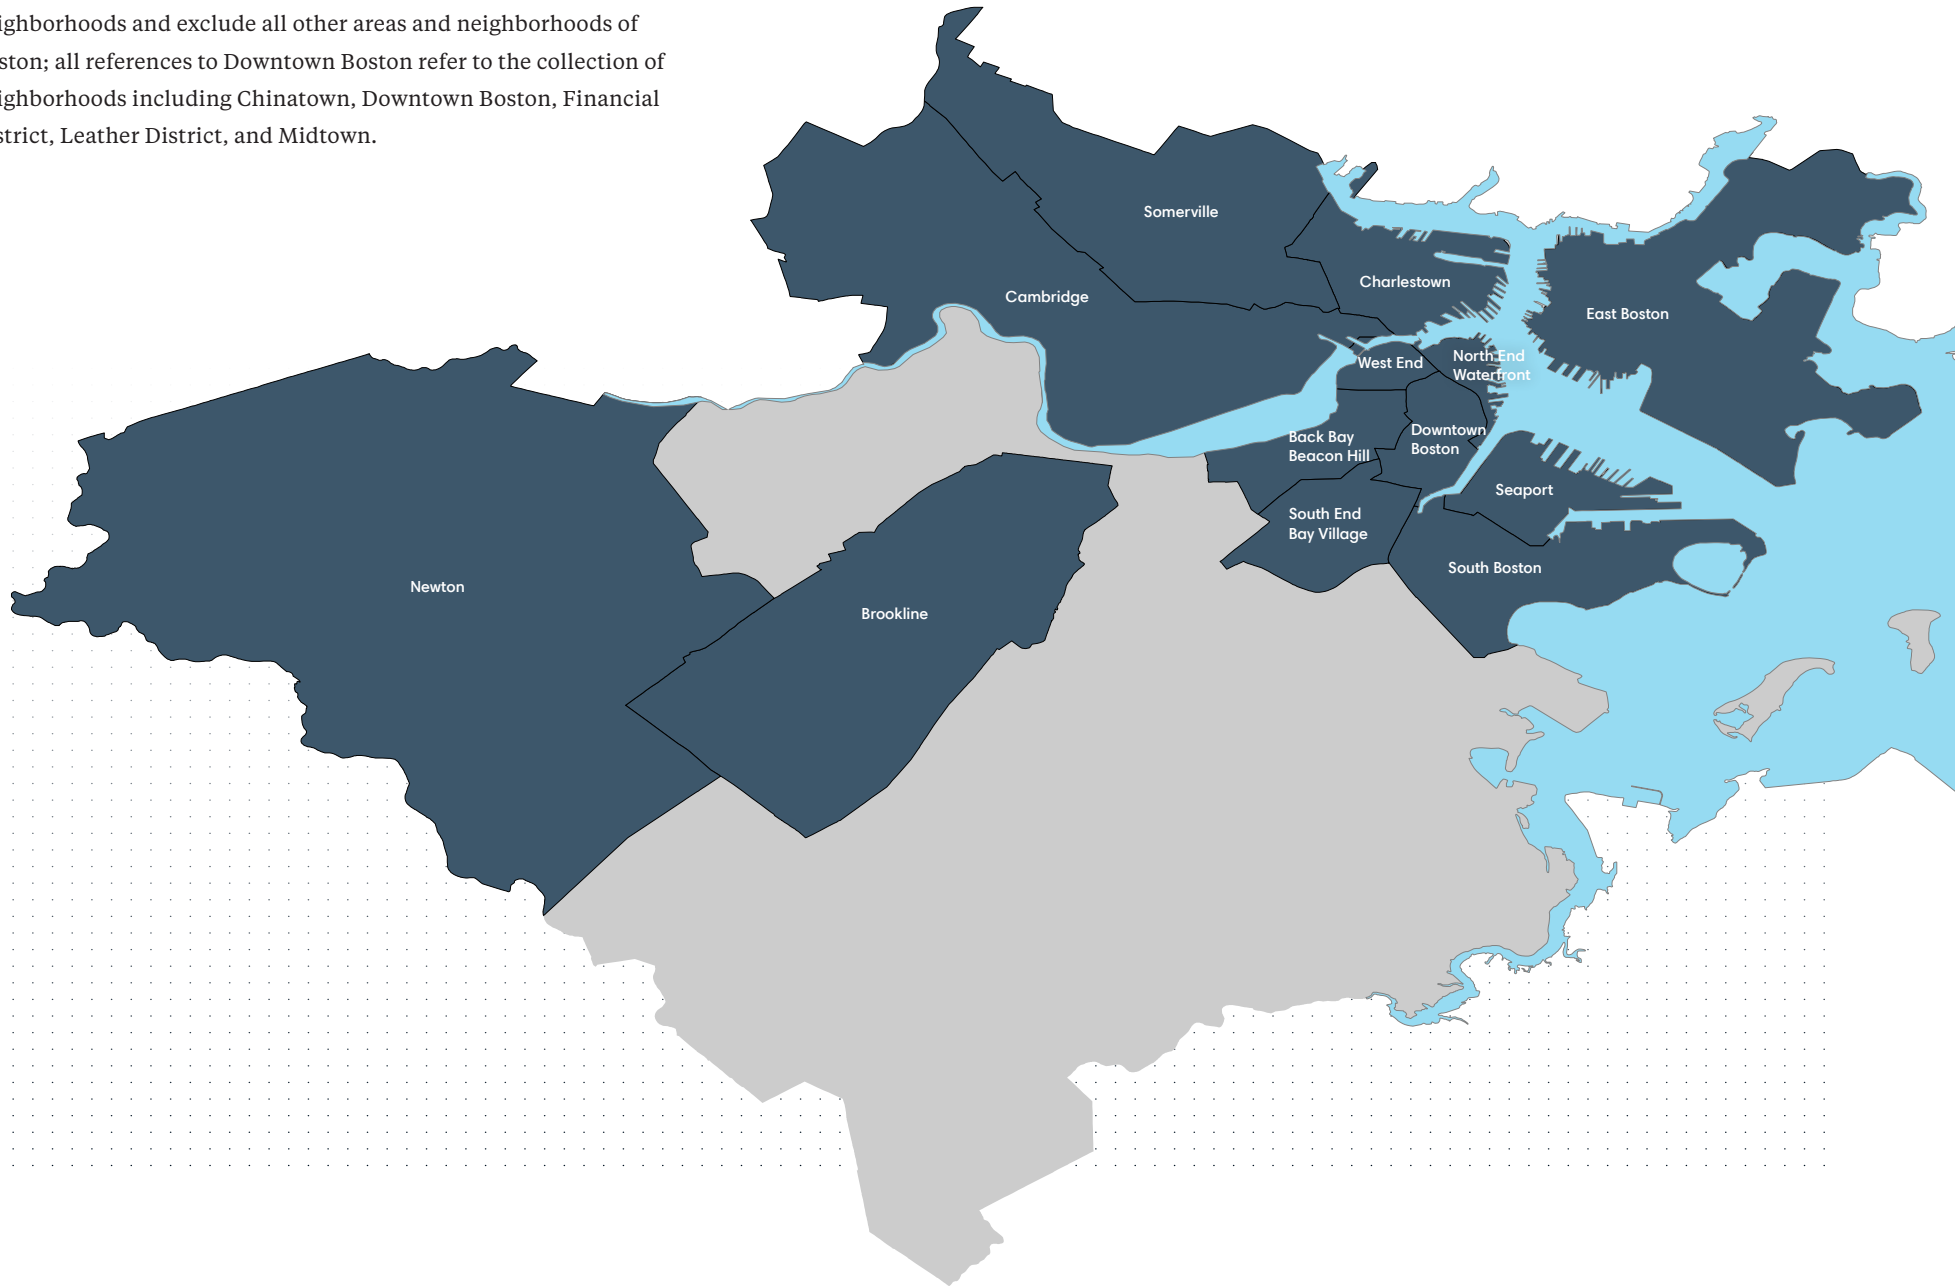 ighborhoods and exclude all other areas and neighborhoods of
ston; all references to Downtown Boston refer to the collection of
ighborhoods including Chinatown, Downtown Boston, Financial
strict, Leather District, and Midtown.
Somerville
Charlestown
Cambridge
East Boston
West End
North End
Waterfront
Back Bay
Beacon Hill
Downtown
Boston
Seaport
South End
Bay Village
South Boston
Newton
Brookline